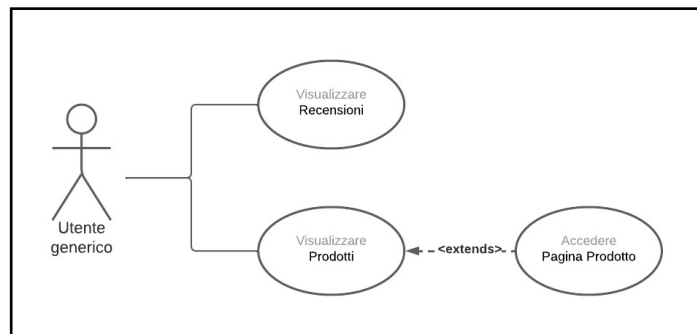 Visualizzare
Recensioni
Utente
generico
Visualizzare
Prodotti
<extends>
Accedere
Pagina Prodotto